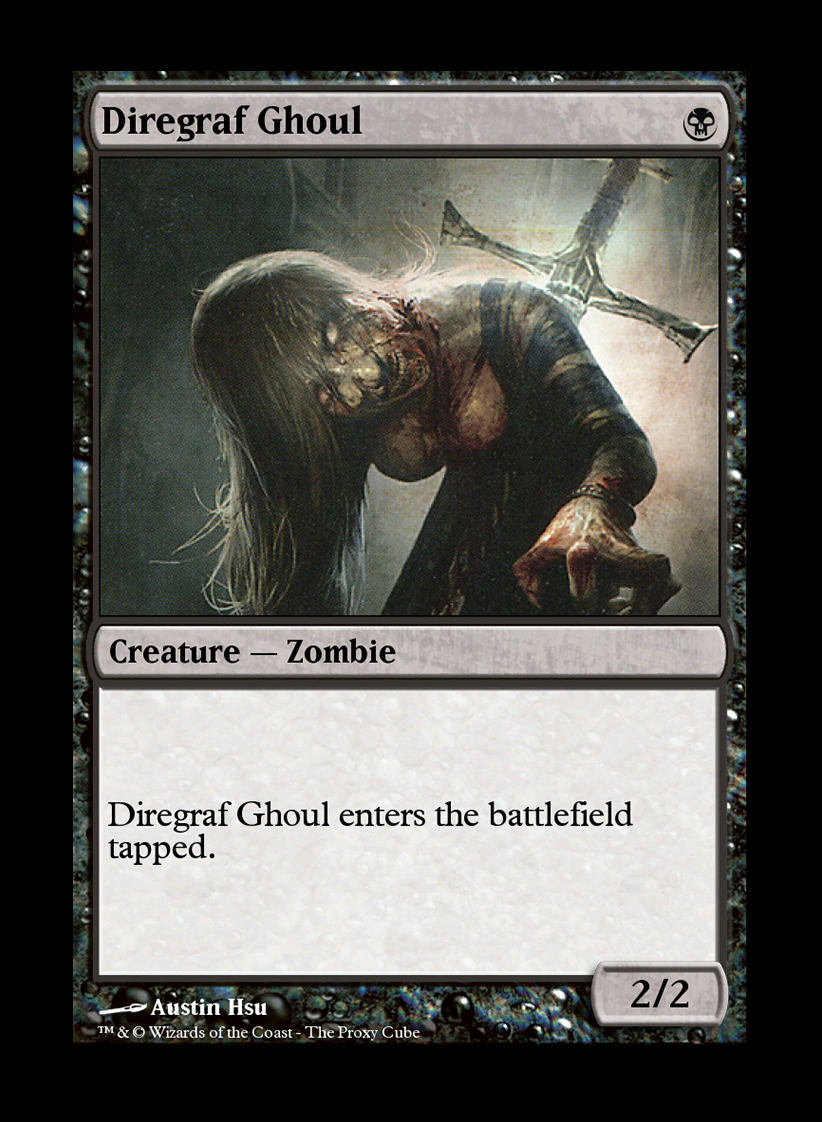 Diregraf Ghoul
Creature — Zombie
Diregraf Ghoul enters the battlefield
tapped.
2/2
Austin Hsu
™ & © Wizards of the Coast - The Proxy Cube